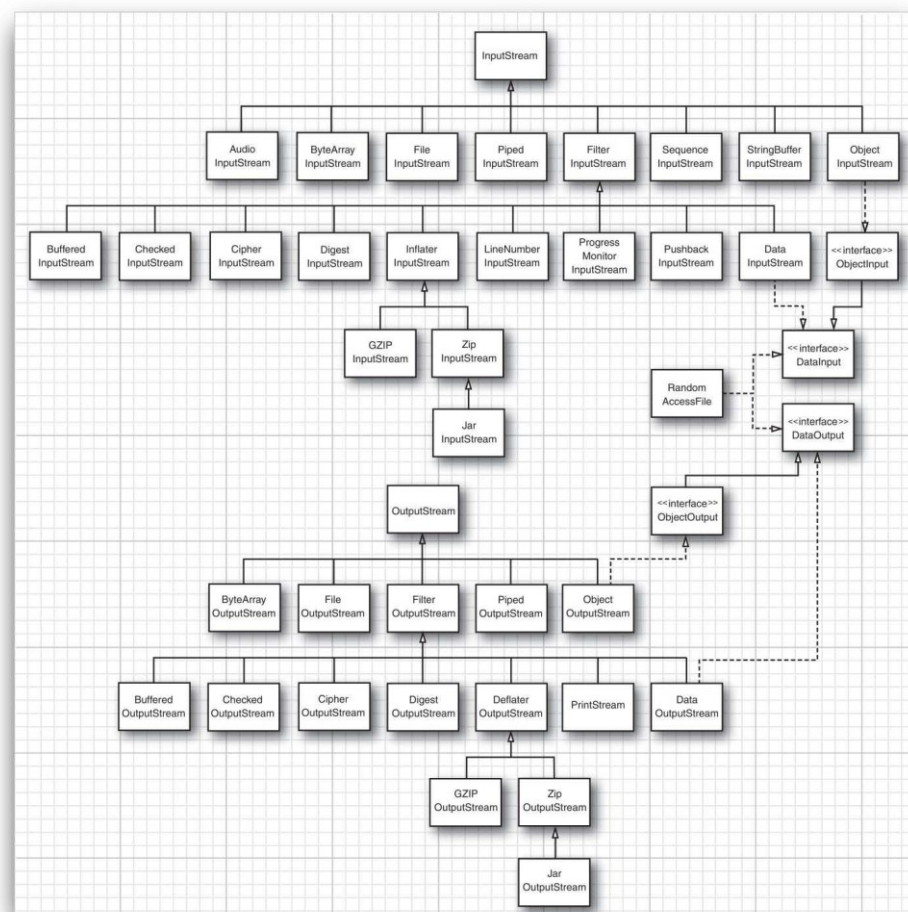 InputStream
Audio
InputStream
ByteArray
InputStream
File
InputStream
Piped
InputStream
Filter
InputStream
Sequence
InputStream
StringBuffer
InputStream
Object
InputStream
Buffered
InputStream
Checked
InputStream
Cipher
InputStream
Digest
InputStream
Inflater
InputStream
LineNumber
InputStream
Progress
Monitor
InputStream
Pushback
InputStream
Data
InputStream
<<interface>>
ObjectInput
GZIP
InputStream
Zip
InputStream
<<interface>>
DataInput
Random
AccessFile
Jar
InputStream
<<interface>>
DataOutput
OutputStream
<<interface>>
ObjectOutput
ByteArray
OutputStream
File
OutputStream
Filter
OutputStream
Piped
OutputStream
Object
OutputStream
Buffered
OutputStream
Checked
OutputStream
Cipher
OutputStream
Digest
OutputStream
Deflater
OutputStream
PrintStream
Data
OutputStream
GZIP
OutputStream
Zip
OutputStream
Jar
OutputStream